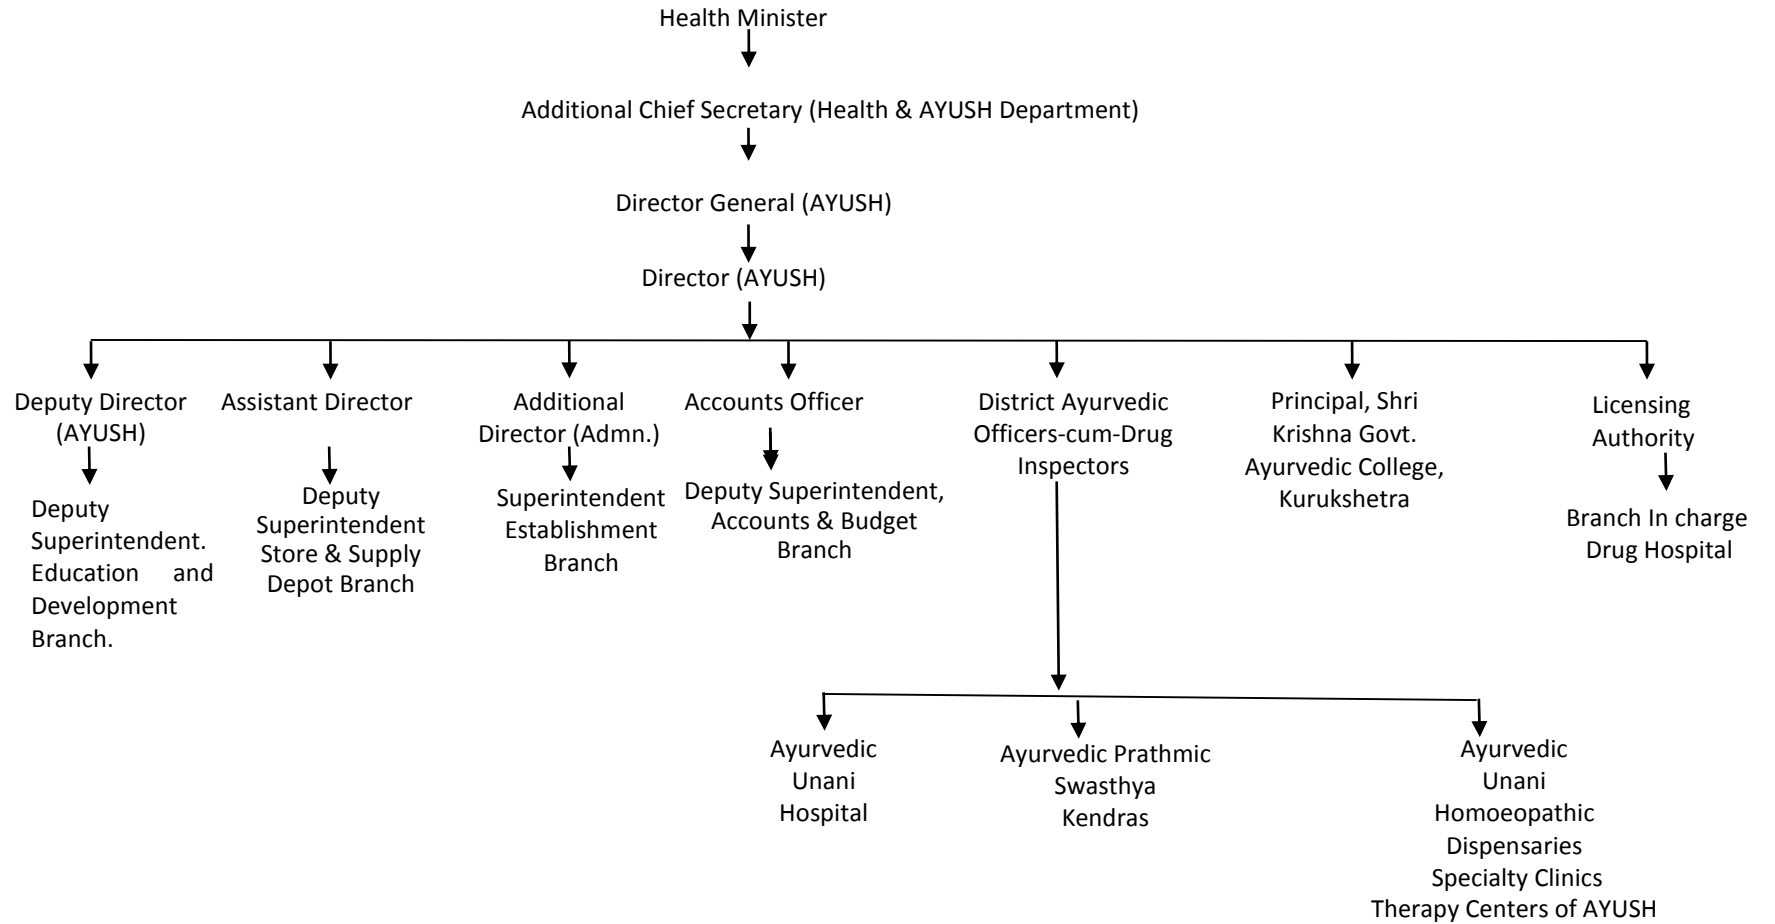 Health Minister
Additional Chief Secretary (Health & AYUSH Department)
Director General (AYUSH)
Director (AYUSH)
Deputy Director
(AYUSH)
Assistant Director
Additional
Director (Admn.)
Accounts Officer
District Ayurvedic
Officers-cum-Drug
Inspectors
Principal, Shri
Krishna Govt.
Ayurvedic College,
Kurukshetra
Licensing
Authority
Deputy
Superintendent.
Education and
Development
Branch.
Deputy
Superintendent
Store & Supply
Depot Branch
Superintendent
Establishment
Branch
Deputy Superintendent,
Accounts & Budget
Branch
Branch In charge
Drug Hospital
Ayurvedic
Unani
Hospital
Ayurvedic Prathmic
Swasthya
Kendras
Ayurvedic
Unani
Homoeopathic
Dispensaries
Specialty Clinics
Therapy Centers of AYUSH